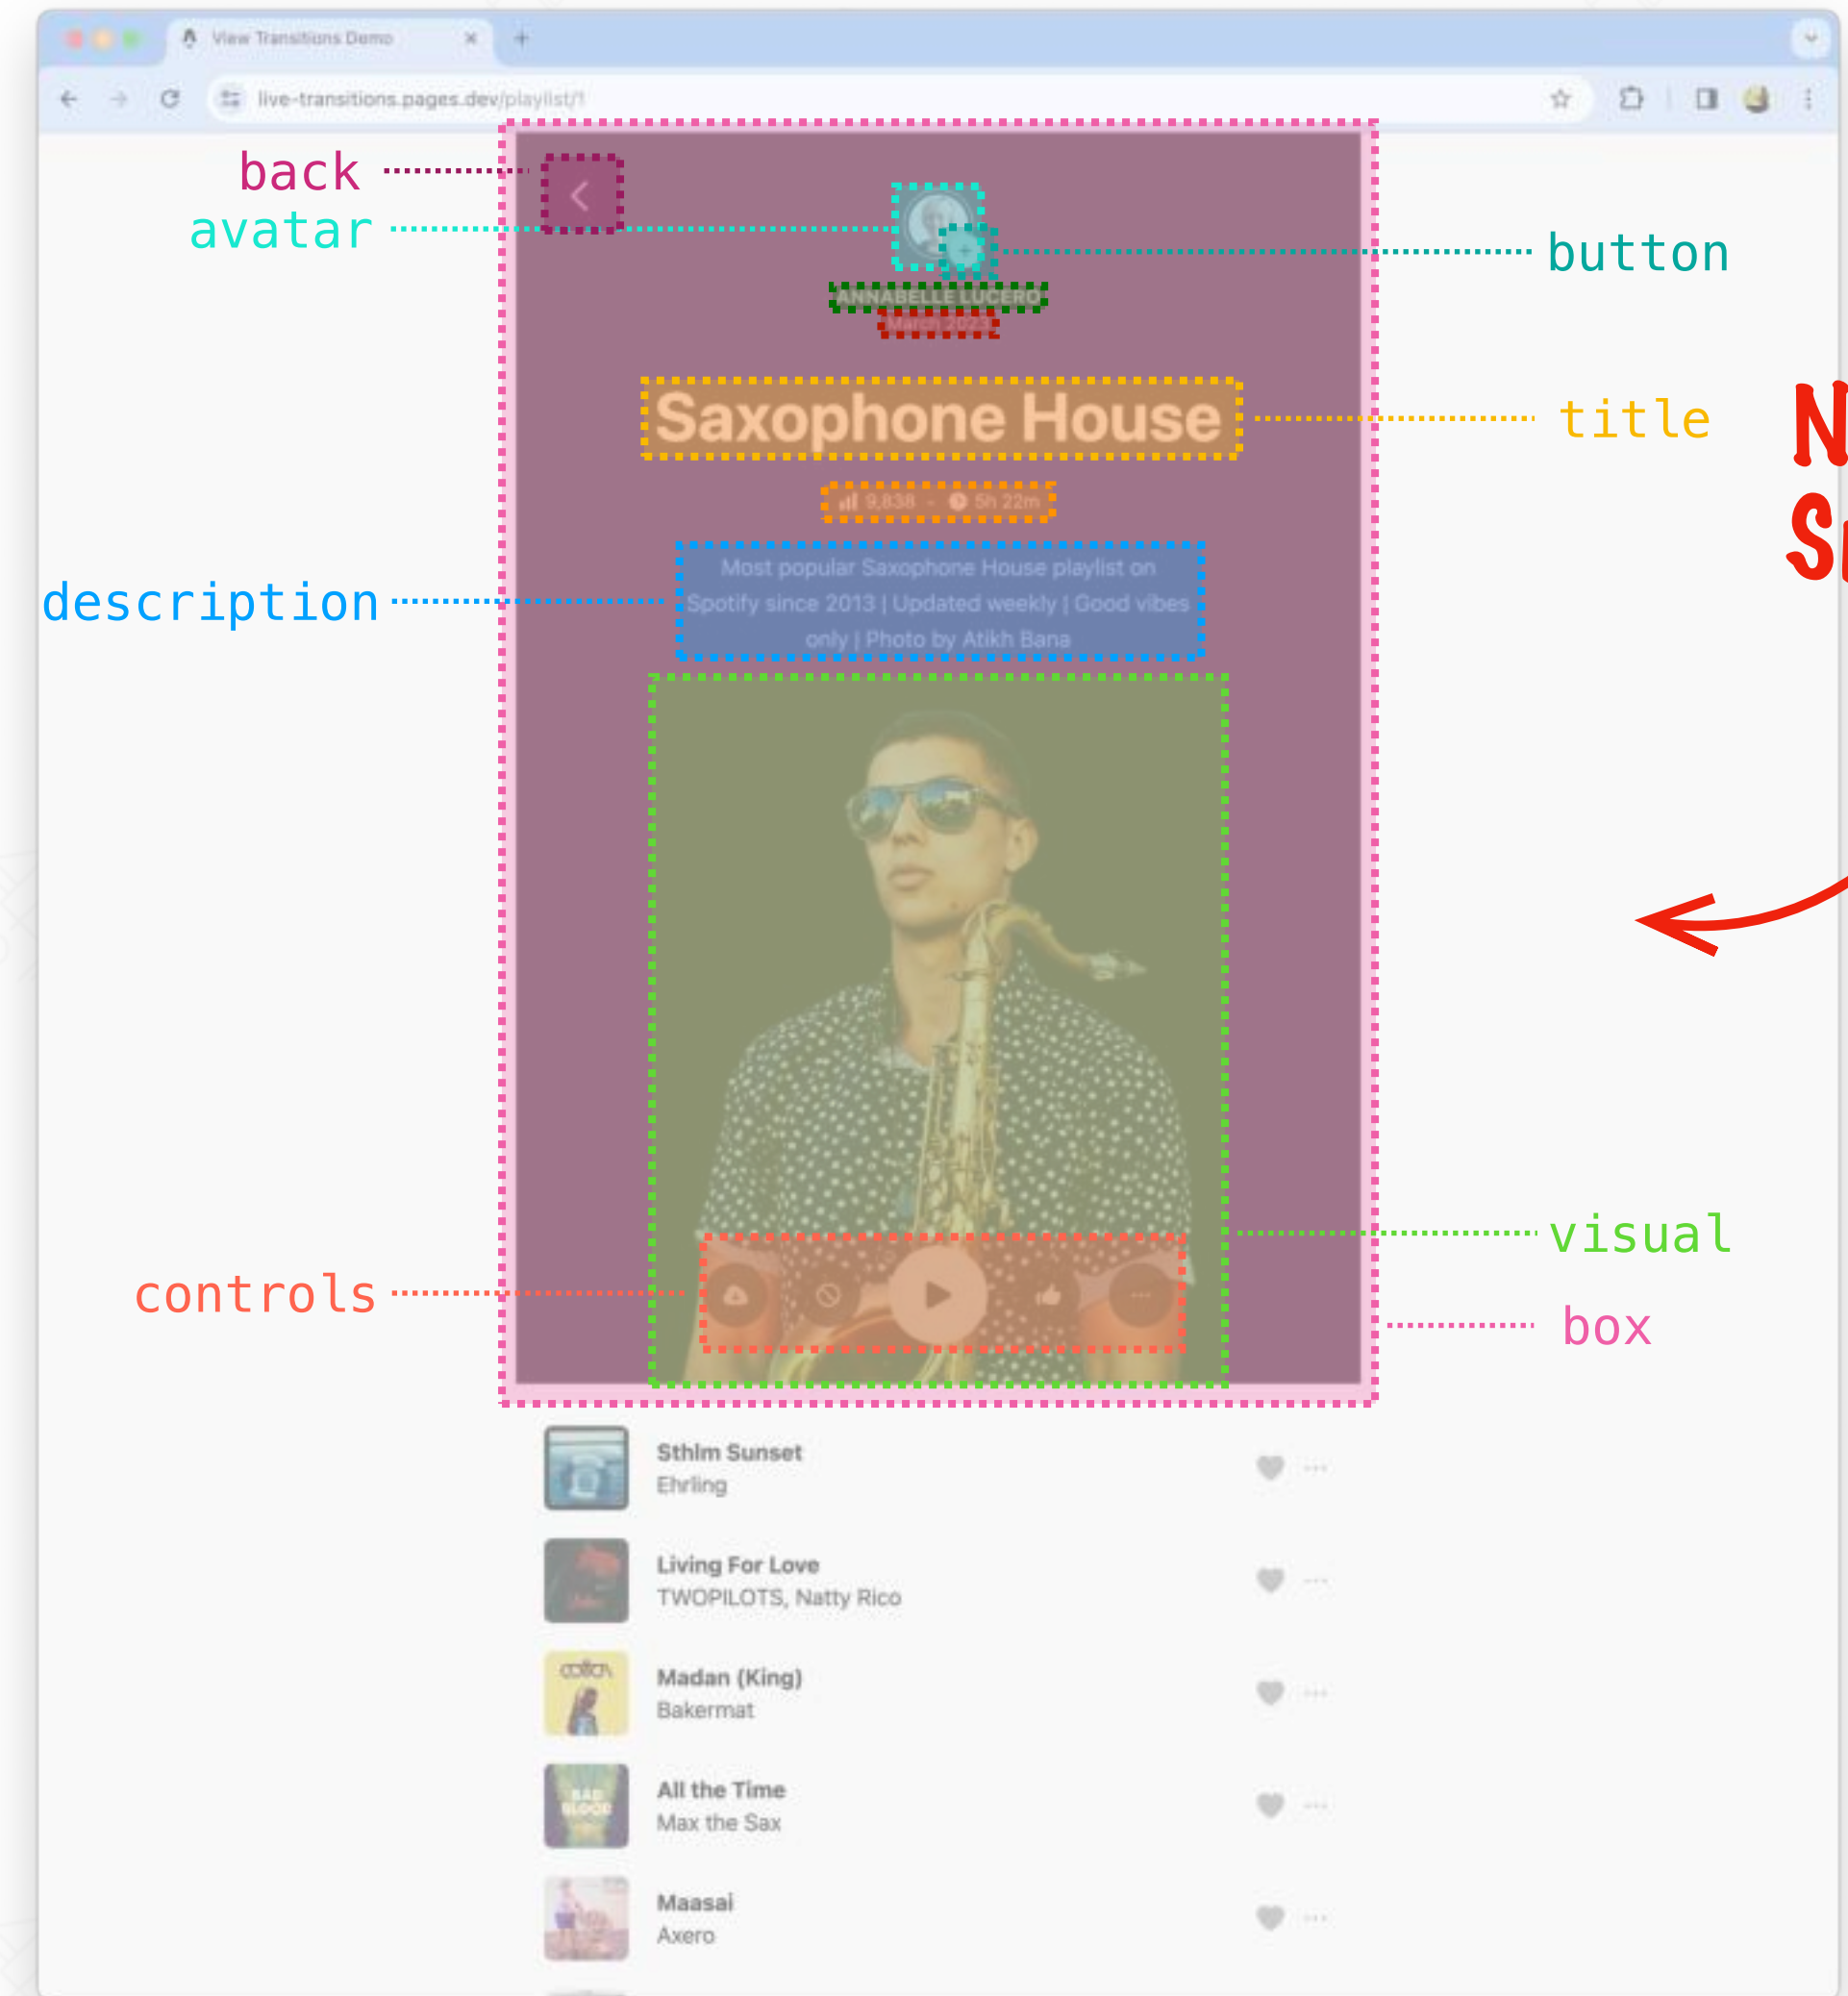 View Transitions Demo
live-transitions.pages.dev/playlist/1
back
avatar
button
ANNABELLE LUCERO
March 2023
Saxophone House
title
9,838 - 5h 22m
description
Most popular Saxophone House playlist on
Spotify since 2013 | Updated weekly | Good vibes
only | Photo by Atikh Bana
visual
controls
box
Sthlm Sunset
Ehrling
Living For Love
TWOPILOTS, Natty Rico
Madan (King)
Bakermat
All the Time
Max the Sax
BAD
BLOOD
Maasai
Axero